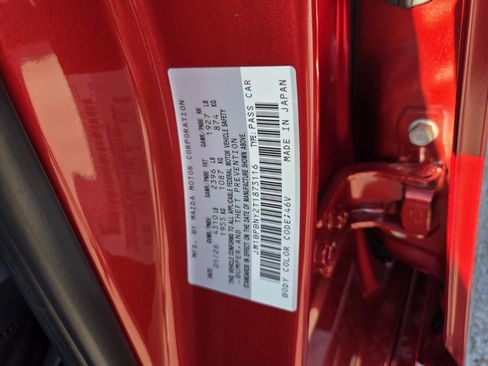 MFD. BY MAZDA MOTOR CORPORATION
01/26 GVWR/PNBV GAWR/PNBE FRT GAWR/PNBE RR
4310 LB 2396 LB 1927 LB
1955 KG 1087 KG 874 KG
THIS VEHICLE CONFORMS TO ALL APPLICABLE FEDERAL MOTOR VEHICLE SAFETY
, BUMPER, AND THEFT PREVENTION
STANDARDS IN EFFECT ON THE DATE OF MANUFACTURE SHOWN ABOVE.
JM1BPBNY2T1873116 TYPE: PASS CAR
BODY COLOR CODE:46V MADE IN JAPAN